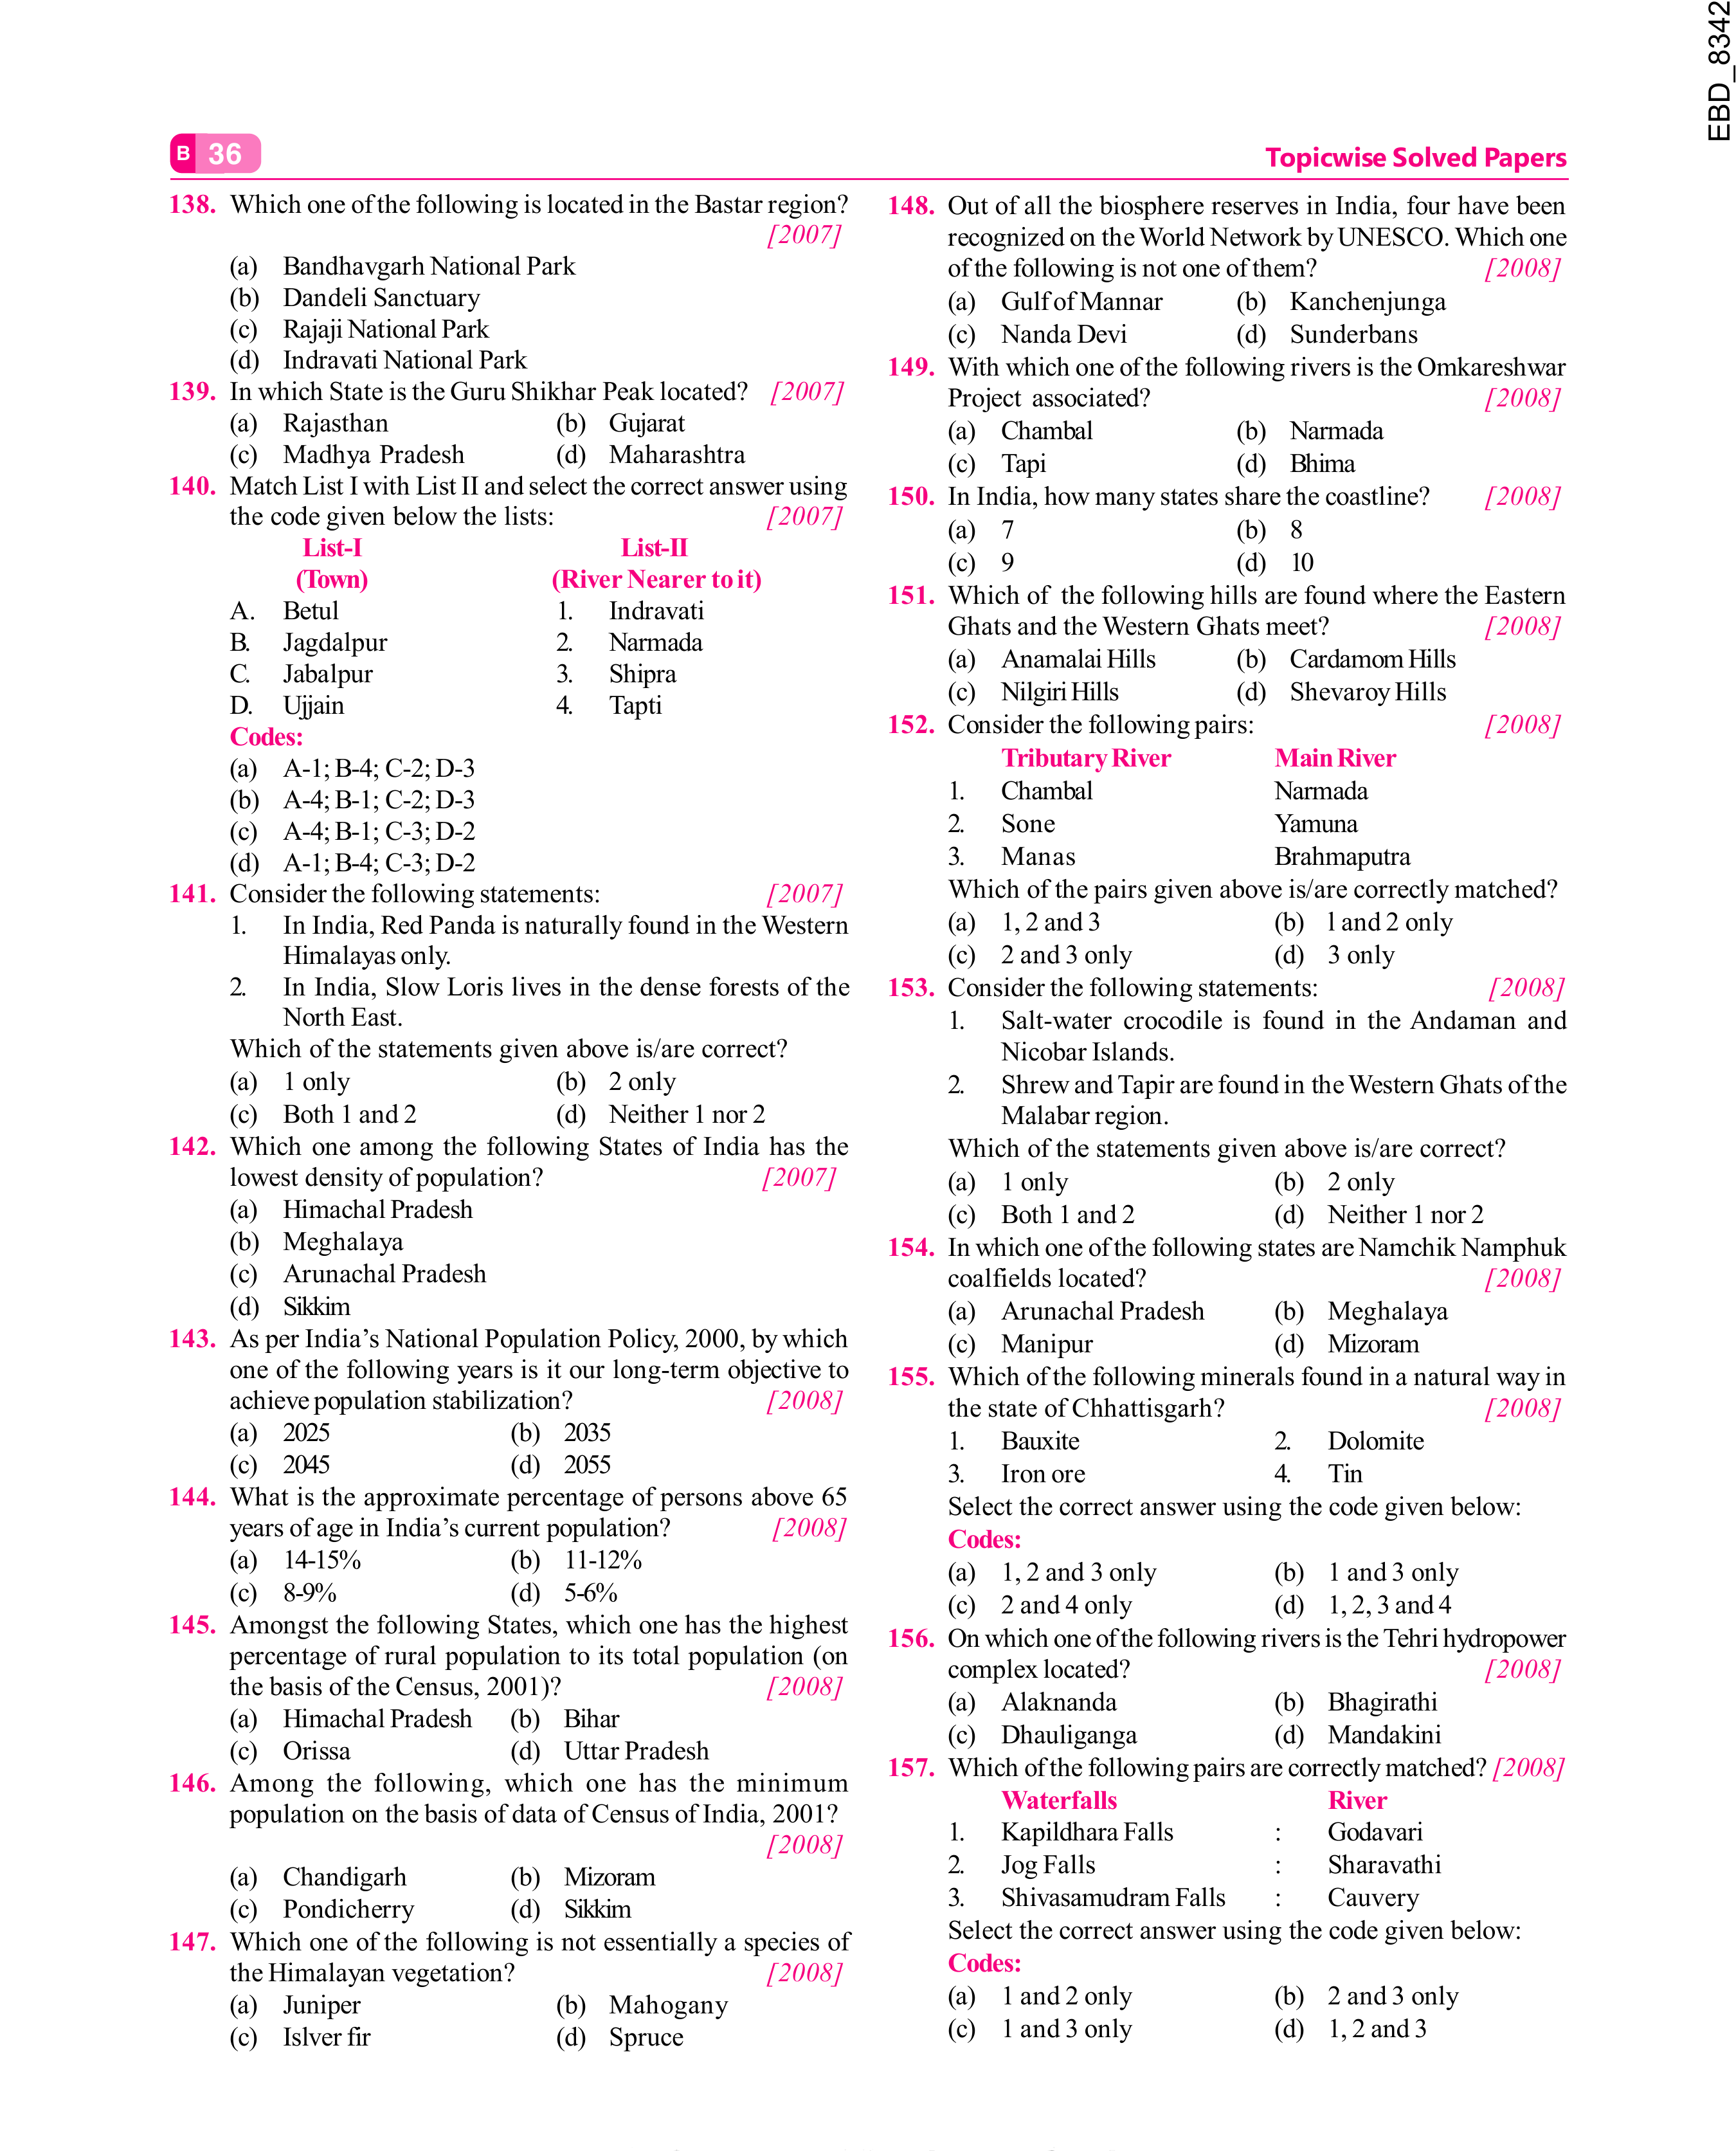 EBD_8342
B 36
Topicwise Solved Papers
138. Which one of the following is located in the Bastar region?
[2007]
(a) Bandhavgarh National Park
(b) Dandeli Sanctuary
(c) Rajaji National Park
(d) Indravati National Park
139. In which State is the Guru Shikhar Peak located? [2007]
(a) Rajasthan (b) Gujarat
(c) Madhya Pradesh (d) Maharashtra
140. Match List I with List II and select the correct answer using
the code given below the lists: [2007]
List-I List-II
(Town) (River Nearer to it)
A. Betul 1. Indravati
B. Jagdalpur 2. Narmada
C. Jabalpur 3. Shipra
D. Ujjain 4. Tapti
Codes:
(a) A-1; B-4; C-2; D-3
(b) A-4; B-1; C-2; D-3
(c) A-4; B-1; C-3; D-2
(d) A-1; B-4; C-3; D-2
141. Consider the following statements: [2007]
1. In India, Red Panda is naturally found in the Western
Himalayas only.
2. In India, Slow Loris lives in the dense forests of the
North East.
Which of the statements given above is/are correct?
(a) 1 only (b) 2 only
(c) Both 1 and 2 (d) Neither 1 nor 2
142. Which one among the following States of India has the
lowest density of population? [2007]
(a) Himachal Pradesh
(b) Meghalaya
(c) Arunachal Pradesh
(d) Sikkim
143. As per India’s National Population Policy, 2000, by which
one of the following years is it our long-term objective to
achieve population stabilization? [2008]
(a) 2025 (b) 2035
(c) 2045 (d) 2055
144. What is the approximate percentage of persons above 65
years of age in India’s current population? [2008]
(a) 14-15% (b) 11-12%
(c) 8-9% (d) 5-6%
145. Amongst the following States, which one has the highest
percentage of rural population to its total population (on
the basis of the Census, 2001)? [2008]
(a) Himachal Pradesh (b) Bihar
(c) Orissa (d) Uttar Pradesh
146. Among the following, which one has the minimum
population on the basis of data of Census of India, 2001?
[2008]
(a) Chandigarh (b) Mizoram
(c) Pondicherry (d) Sikkim
147. Which one of the following is not essentially a species of
the Himalayan vegetation? [2008]
(a) Juniper (b) Mahogany
(c) Islver fir (d) Spruce
148. Out of all the biosphere reserves in India, four have been
recognized on the World Network by UNESCO. Which one
of the following is not one of them? [2008]
(a) Gulf of Mannar (b) Kanchenjunga
(c) Nanda Devi (d) Sunderbans
149. With which one of the following rivers is the Omkareshwar
Project associated? [2008]
(a) Chambal (b) Narmada
(c) Tapi (d) Bhima
150. In India, how many states share the coastline? [2008]
(a) 7 (b) 8
(c) 9 (d) 10
151. Which of the following hills are found where the Eastern
Ghats and the Western Ghats meet? [2008]
(a) Anamalai Hills (b) Cardamom Hills
(c) Nilgiri Hills (d) Shevaroy Hills
152. Consider the following pairs: [2008]
Tributary River Main River
1. Chambal Narmada
2. Sone Yamuna
3. Manas Brahmaputra
Which of the pairs given above is/are correctly matched?
(a) 1, 2 and 3 (b) l and 2 only
(c) 2 and 3 only (d) 3 only
153. Consider the following statements: [2008]
1. Salt-water crocodile is found in the Andaman and
Nicobar Islands.
2. Shrew and Tapir are found in the Western Ghats of the
Malabar region.
Which of the statements given above is/are correct?
(a) 1 only (b) 2 only
(c) Both 1 and 2 (d) Neither 1 nor 2
154. In which one of the following states are Namchik Namphuk
coalfields located? [2008]
(a) Arunachal Pradesh (b) Meghalaya
(c) Manipur (d) Mizoram
155. Which of the following minerals found in a natural way in
the state of Chhattisgarh? [2008]
1. Bauxite 2. Dolomite
3. Iron ore 4. Tin
Select the correct answer using the code given below:
Codes:
(a) 1, 2 and 3 only (b) 1 and 3 only
(c) 2 and 4 only (d) 1, 2, 3 and 4
156. On which one of the following rivers is the Tehri hydropower
complex located? [2008]
(a) Alaknanda (b) Bhagirathi
(c) Dhauliganga (d) Mandakini
157. Which of the following pairs are correctly matched? [2008]
Waterfalls River
1. Kapildhara Falls : Godavari
2. Jog Falls : Sharavathi
3. Shivasamudram Falls : Cauvery
Select the correct answer using the code given below:
Codes:
(a) 1 and 2 only (b) 2 and 3 only
(c) 1 and 3 only (d) 1, 2 and 3